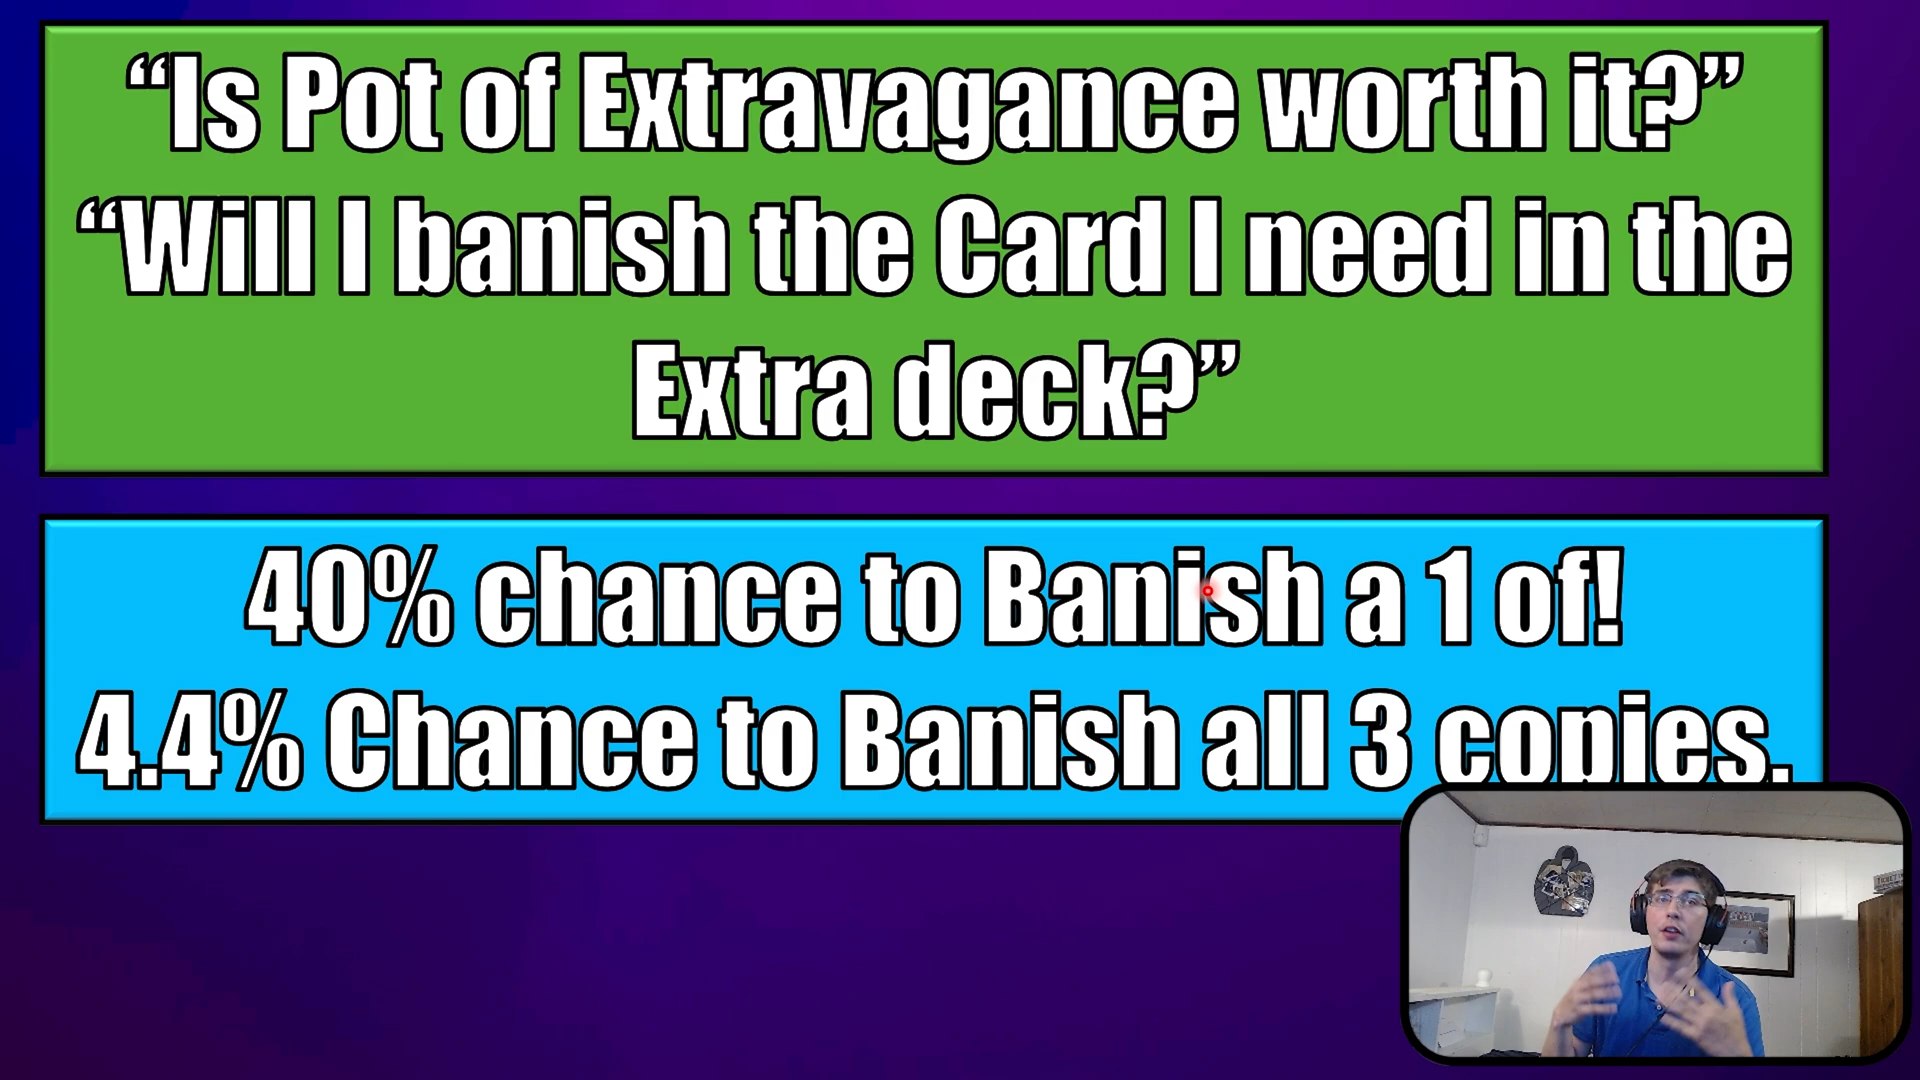 “Is Pot of Extravagance worth it?”
“Will I banish the Card I need in the
Extra deck?”
40% chance to Banish a 1 of!
4.4% Chance to Banish all 3 copies.